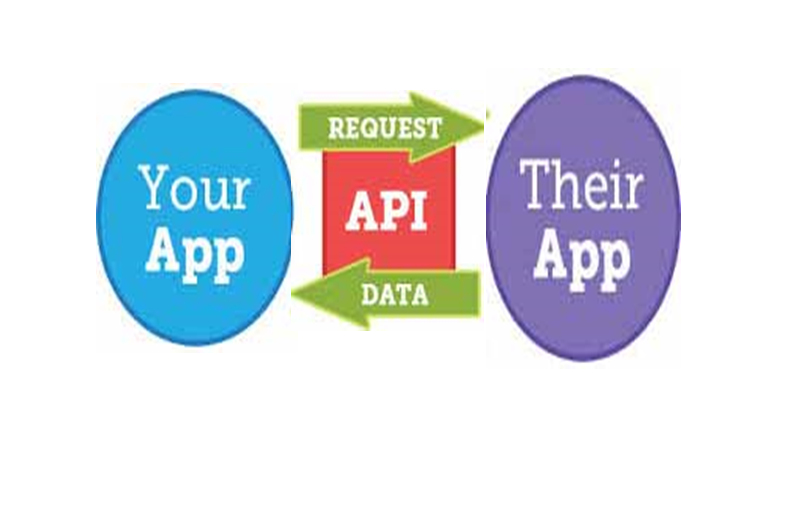 Your
App
REQUEST
API
DATA
Their
App